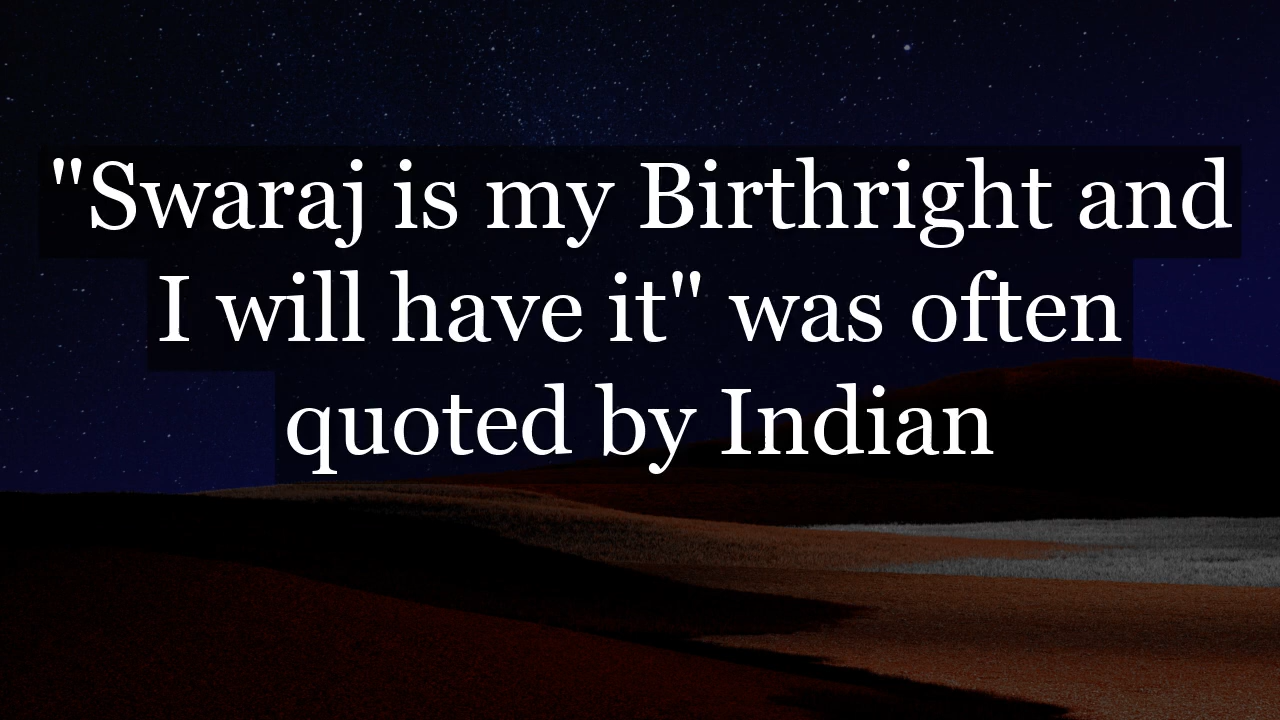 "Swaraj is my Birthright and
I will have it" was often
quoted by Indian